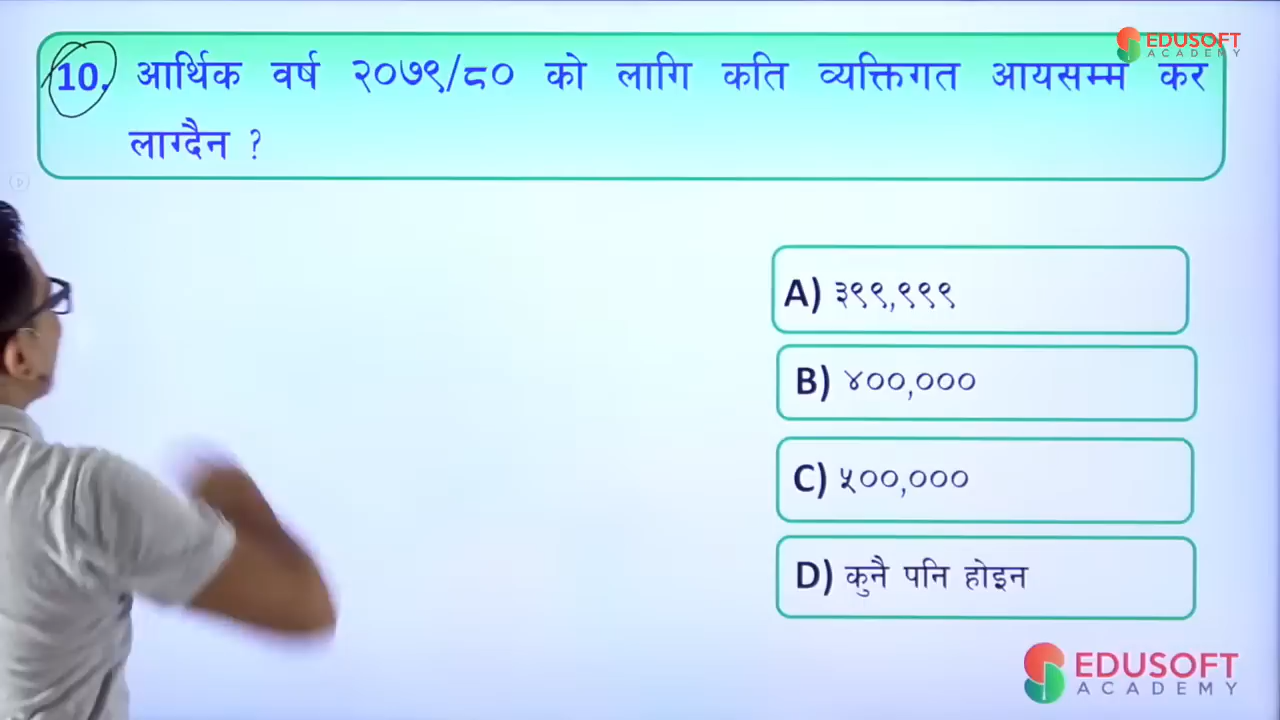 EDUSOFT
ACADEMY
10. आर्थिक वर्ष २०७९/८० को लागि कति व्यक्तिगत आयसम्म कर
लाग्दैन ?
A) ३९९,९९९
B) ४००,०००
C) ५००,०००
D) कुनै पनि होइन
EDUSOFT
ACADEMY